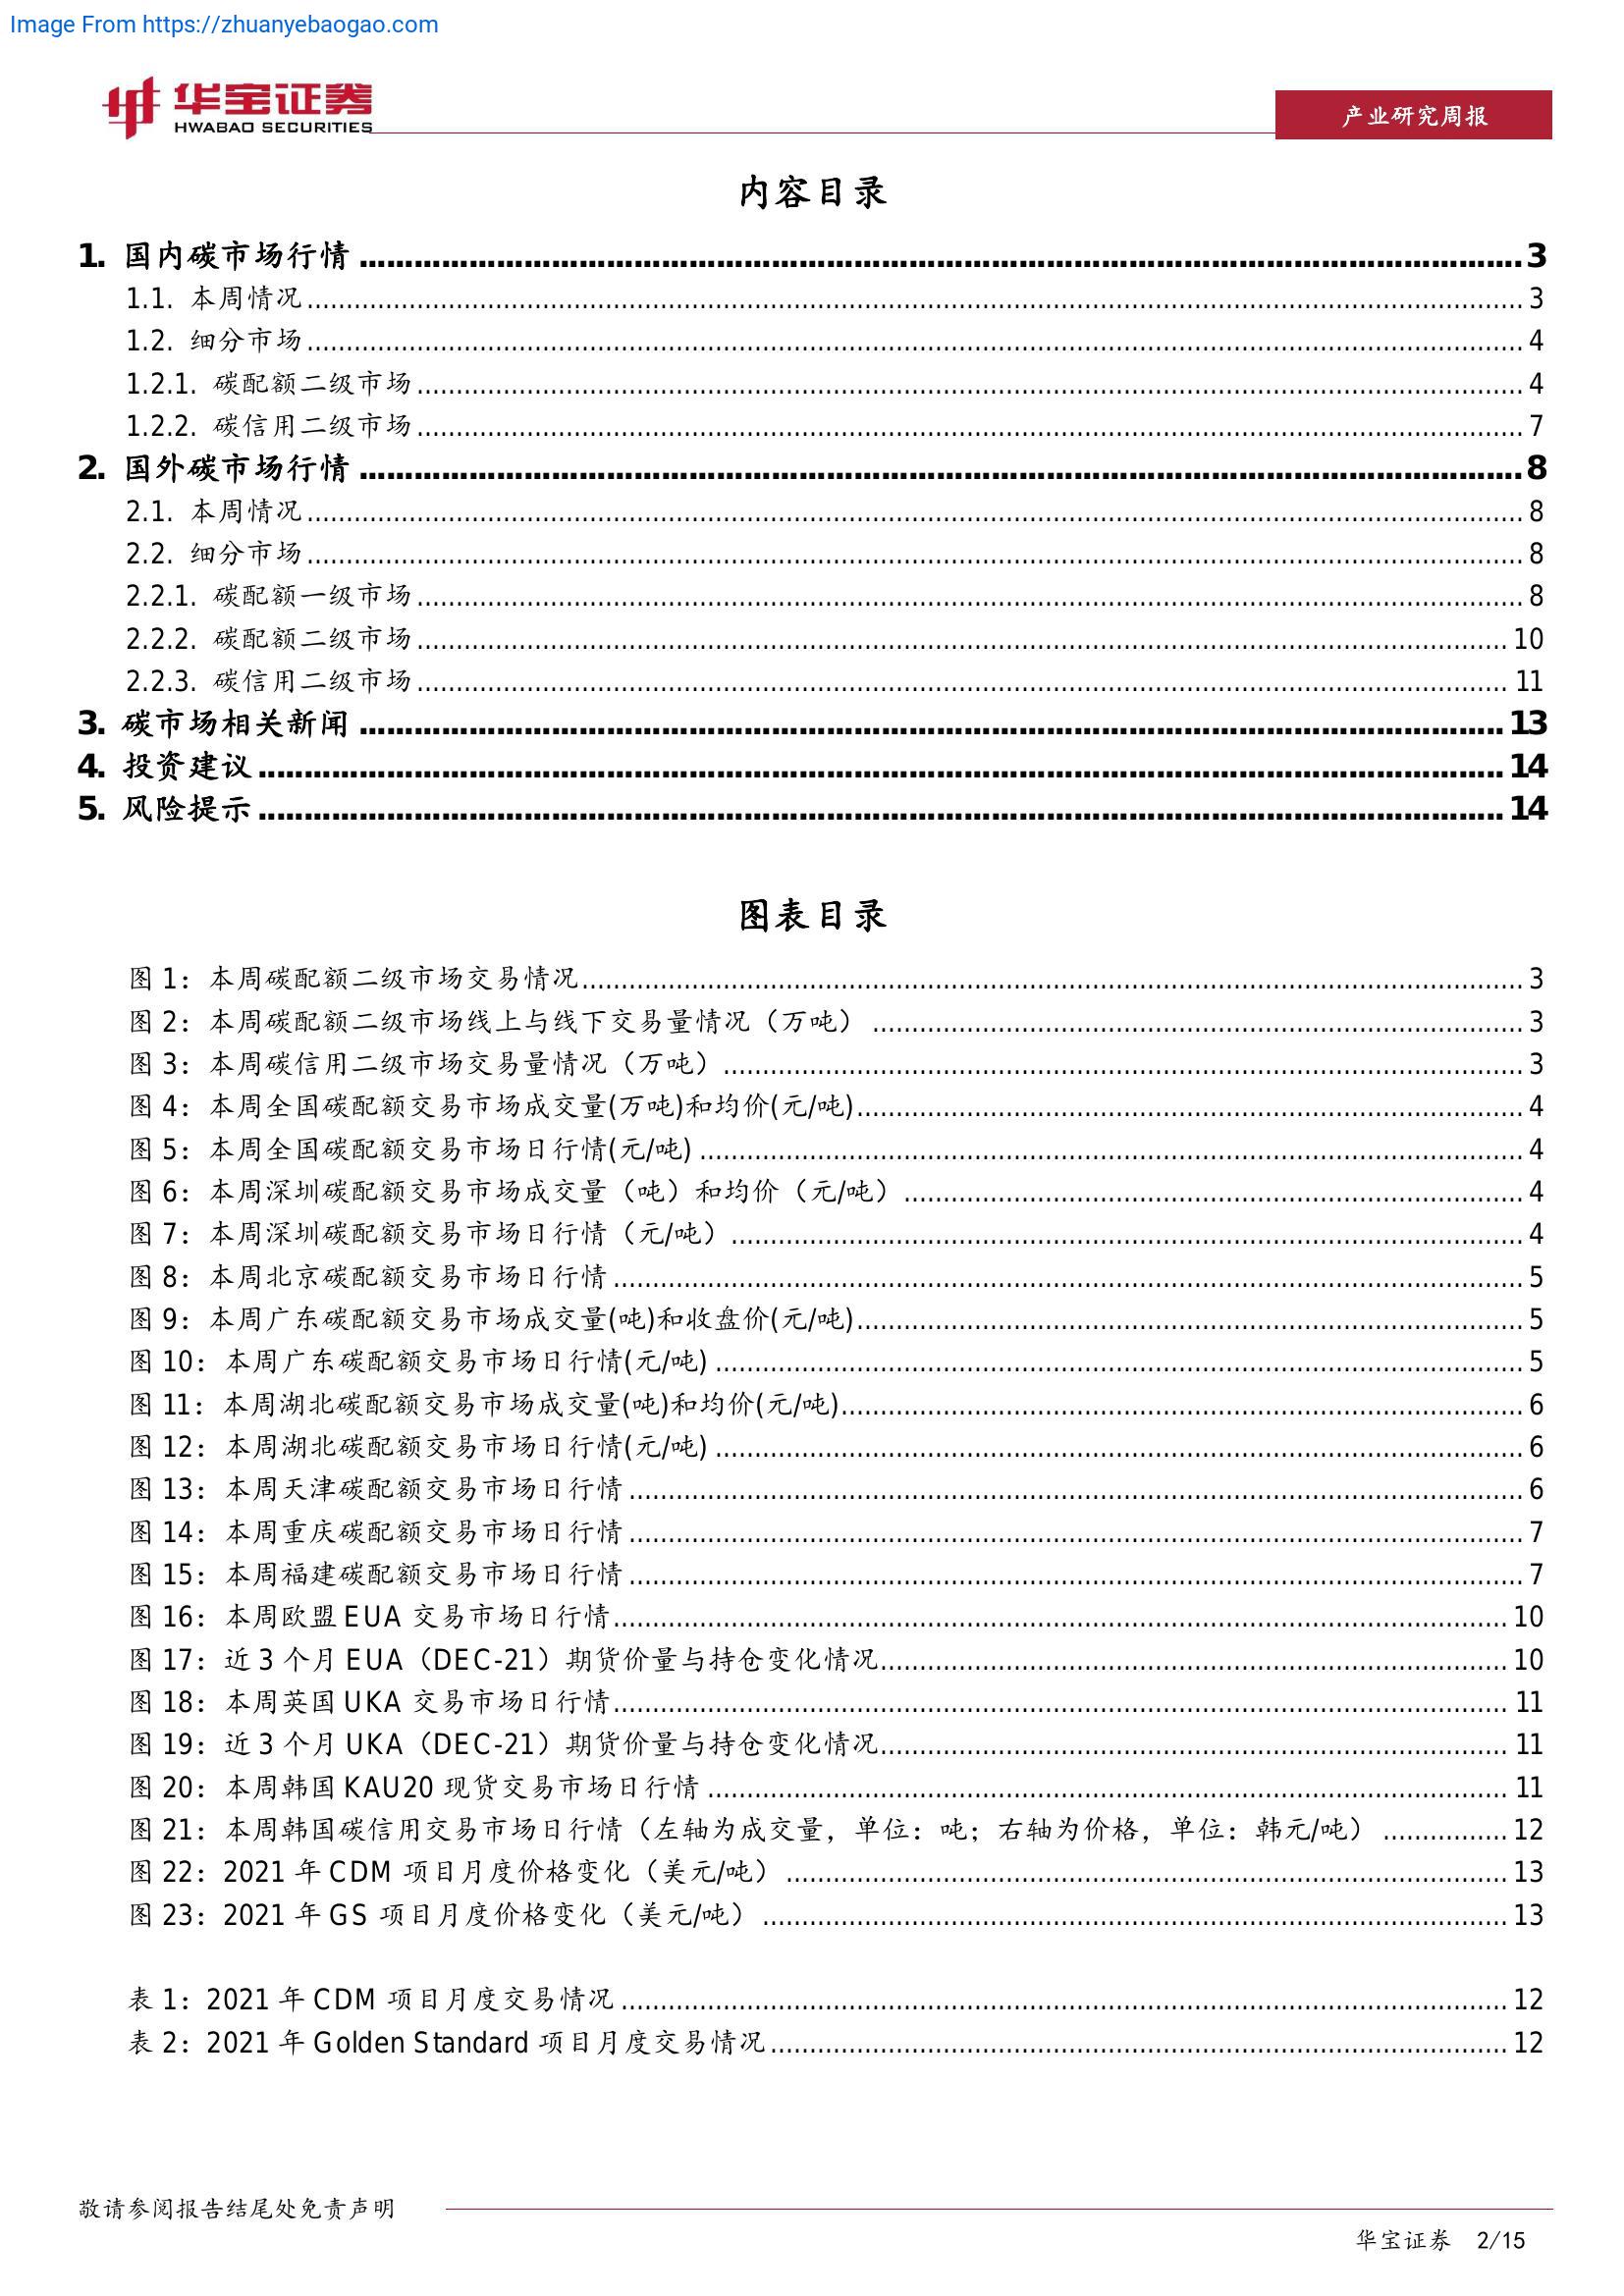 Image From https://zhuanyebaogao.com
华宝证券
HWABAO SECURITIES
产业研究周报
内容目录
1. 国内碳市场行情 3
1.1. 本周情况 3
1.2. 细分市场 4
1.2.1. 碳配额二级市场 4
1.2.2. 碳信用二级市场 7
2. 国外碳市场行情 8
2.1. 本周情况 8
2.2. 细分市场 8
2.2.1. 碳配额一级市场 8
2.2.2. 碳配额二级市场 10
2.2.3. 碳信用二级市场 11
3. 碳市场相关新闻 13
4. 投资建议 14
5. 风险提示 14
图表目录
图 1：本周碳配额二级市场交易情况 3
图 2：本周碳配额二级市场线上与线下交易量情况（万吨） 3
图 3：本周碳信用二级市场交易量情况（万吨） 3
图 4：本周全国碳配额交易市场成交量(万吨)和均价(元/吨) 4
图 5：本周全国碳配额交易市场日行情(元/吨) 4
图 6：本周深圳碳配额交易市场成交量（吨）和均价（元/吨） 4
图 7：本周深圳碳配额交易市场日行情（元/吨） 4
图 8：本周北京碳配额交易市场日行情 5
图 9：本周广东碳配额交易市场成交量(吨)和收盘价(元/吨) 5
图 10：本周广东碳配额交易市场日行情(元/吨) 5
图 11：本周湖北碳配额交易市场成交量(吨)和均价(元/吨) 6
图 12：本周湖北碳配额交易市场日行情(元/吨) 6
图 13：本周天津碳配额交易市场日行情 6
图 14：本周重庆碳配额交易市场日行情 7
图 15：本周福建碳配额交易市场日行情 7
图 16：本周欧盟 EUA 交易市场日行情 10
图 17：近 3 个月 EUA（DEC-21）期货价量与持仓变化情况 10
图 18：本周英国 UKA 交易市场日行情 11
图 19：近 3 个月 UKA（DEC-21）期货价量与持仓变化情况 11
图 20：本周韩国 KAU20 现货交易市场日行情 11
图 21：本周韩国碳信用交易市场日行情（左轴为成交量，单位：吨；右轴为价格，单位：韩元/吨） 12
图 22：2021 年 CDM 项目月度价格变化（美元/吨） 13
图 23：2021 年 GS 项目月度价格变化（美元/吨） 13
表 1：2021 年 CDM 项目月度交易情况 12
表 2：2021 年 Golden Standard 项目月度交易情况 12
敬请参阅报告结尾处免责声明
华宝证券 2/15